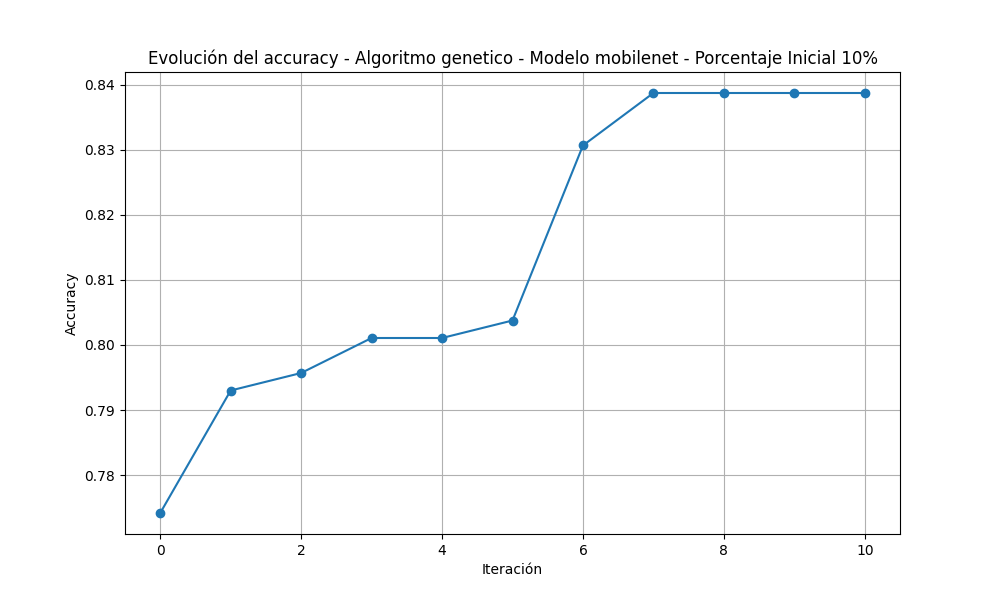 Evolución del accuracy - Algoritmo genetico - Modelo mobilenet - Porcentaje Inicial 10%
0.84
0.83
0.82
0.81
0.80
0.79
0.78
Accuracy
0 2 4 6 8 10
Iteración